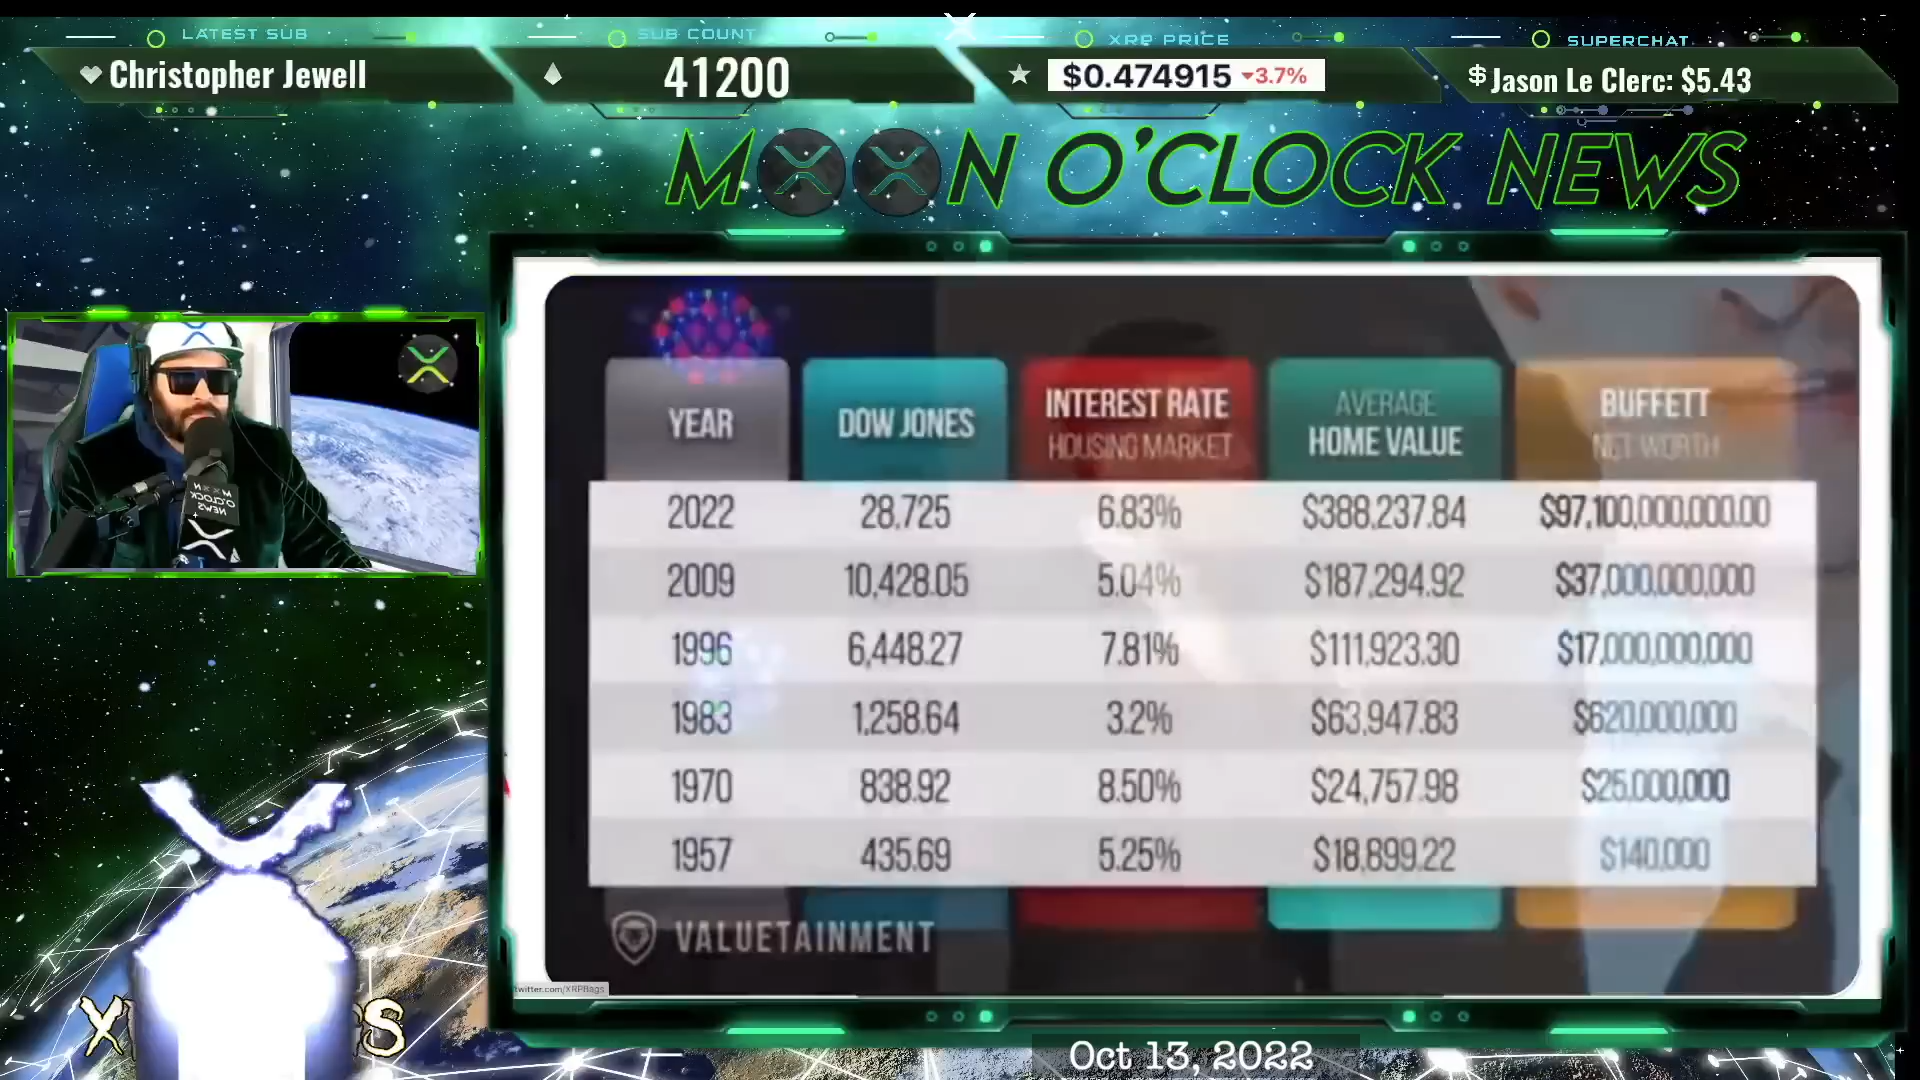 LATEST SUB
Christopher Jewell
SUB COUNT
41200
XRP PRICE
$0.474915 ▾3.7%
SUPERCHAT
$ Jason Le Clerc: $5.43
MOON O'CLOCK NEWS
YEAR DOW JONES INTEREST RATE HOUSING MARKET AVERAGE HOME VALUE BUFFETT NET WORTH
2022 28,725 6.83% $388,237.84 $97,100,000,000.00
2009 10,428.05 5.04% $187,294.92 $37,000,000,000
1996 6,448.27 7.81% $111,923.30 $17,000,000,000
1983 1,258.64 3.2% $63,947.83 $620,000,000
1970 838.92 8.50% $24,757.98 $25.000,000
1957 435.69 5.25% $18,899.22 $140,000
VALUETAINMENT
twitter.com/XRPBags
Oct 13, 2022